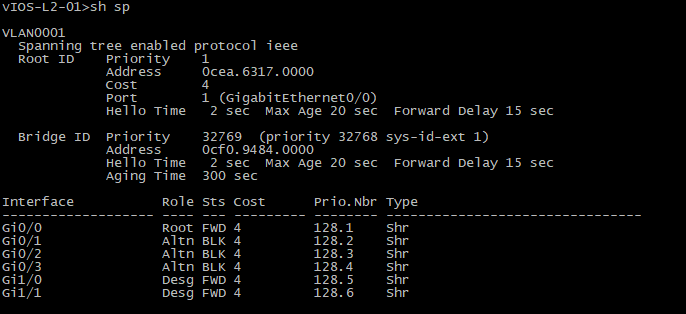 vIOS-L2-01>sh sp
VLAN0001
Spanning tree enabled protocol ieee
Root ID Priority 1
Address 0cea.6317.0000
Cost 4
Port 1 (GigabitEthernet0/0)
Hello Time 2 sec Max Age 20 sec Forward Delay 15 sec
Bridge ID Priority 32769 (priority 32768 sys-id-ext 1)
Address 0cf0.9484.0000
Hello Time 2 sec Max Age 20 sec Forward Delay 15 sec
Aging Time 300 sec
Interface Role Sts Cost Prio.Nbr Type
------------------- ---- --- --------- -------- --------------------------------
Gi0/0 Root FWD 4 128.1 Shr
Gi0/1 Altn BLK 4 128.2 Shr
Gi0/2 Altn BLK 4 128.3 Shr
Gi0/3 Altn BLK 4 128.4 Shr
Gi1/0 Desg FWD 4 128.5 Shr
Gi1/1 Desg FWD 4 128.6 Shr